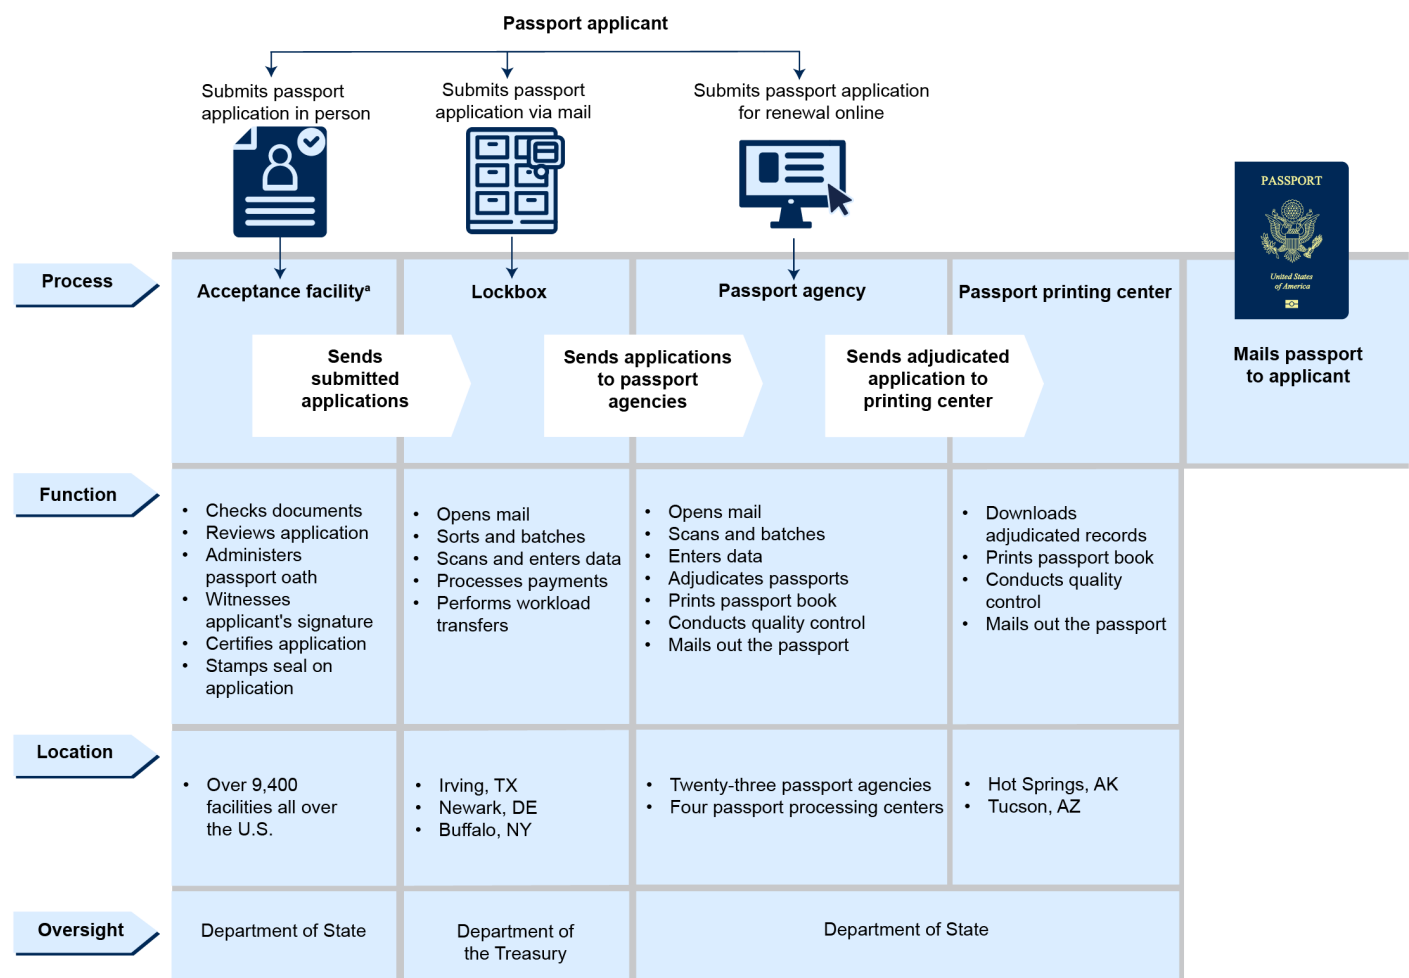 Passport applicant
Submits passport
application in person
Submits passport
application via mail
Submits passport application
for renewal online
PASSPORT
United States
of America
Process
Acceptance facilityª
Lockbox
Passport agency
Passport printing center
Sends
submitted
applications
Sends applications
to passport
agencies
Sends adjudicated
application to
printing center
Mails passport
to applicant
Function
• Checks documents
• Reviews application
• Administers
passport oath
• Witnesses
applicant's signature
• Certifies application
• Stamps seal on
application
• Opens mail
• Sorts and batches
• Scans and enters data
• Processes payments
• Performs workload
transfers
• Opens mail
• Scans and batches
• Enters data
• Adjudicates passports
• Prints passport book
• Conducts quality control
• Mails out the passport
• Downloads
adjudicated records
• Prints passport book
• Conducts quality
control
• Mails out the passport
Location
• Over 9,400
facilities all over
the U.S.
• Irving, TX
• Newark, DE
• Buffalo, NY
• Twenty-three passport agencies
• Four passport processing centers
• Hot Springs, AK
• Tucson, AZ
Oversight
Department of State
Department of
the Treasury
Department of State